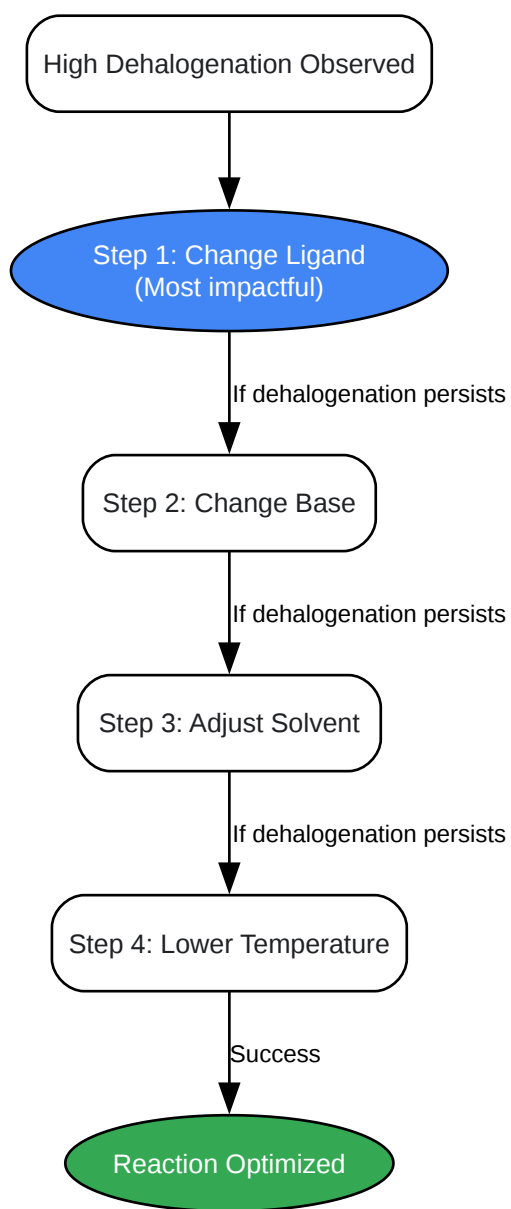 High Dehalogenation Observed
Step 1: Change Ligand
(Most impactful)
If dehalogenation persists
Step 2: Change Base
If dehalogenation persists
Step 3: Adjust Solvent
If dehalogenation persists
Step 4: Lower Temperature
Success
Reaction Optimized